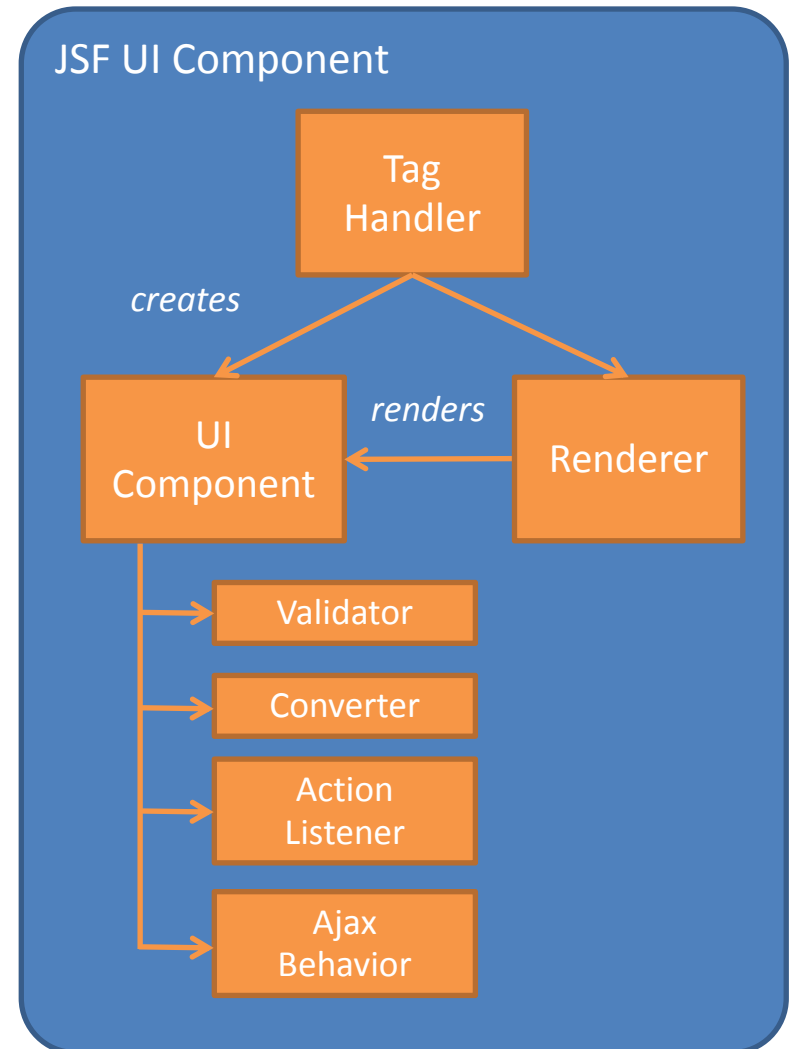 JSF UI Component
Tag
Handler
creates
renders
UI
Component
Renderer
Validator
Converter
Action
Listener
Ajax
Behavior